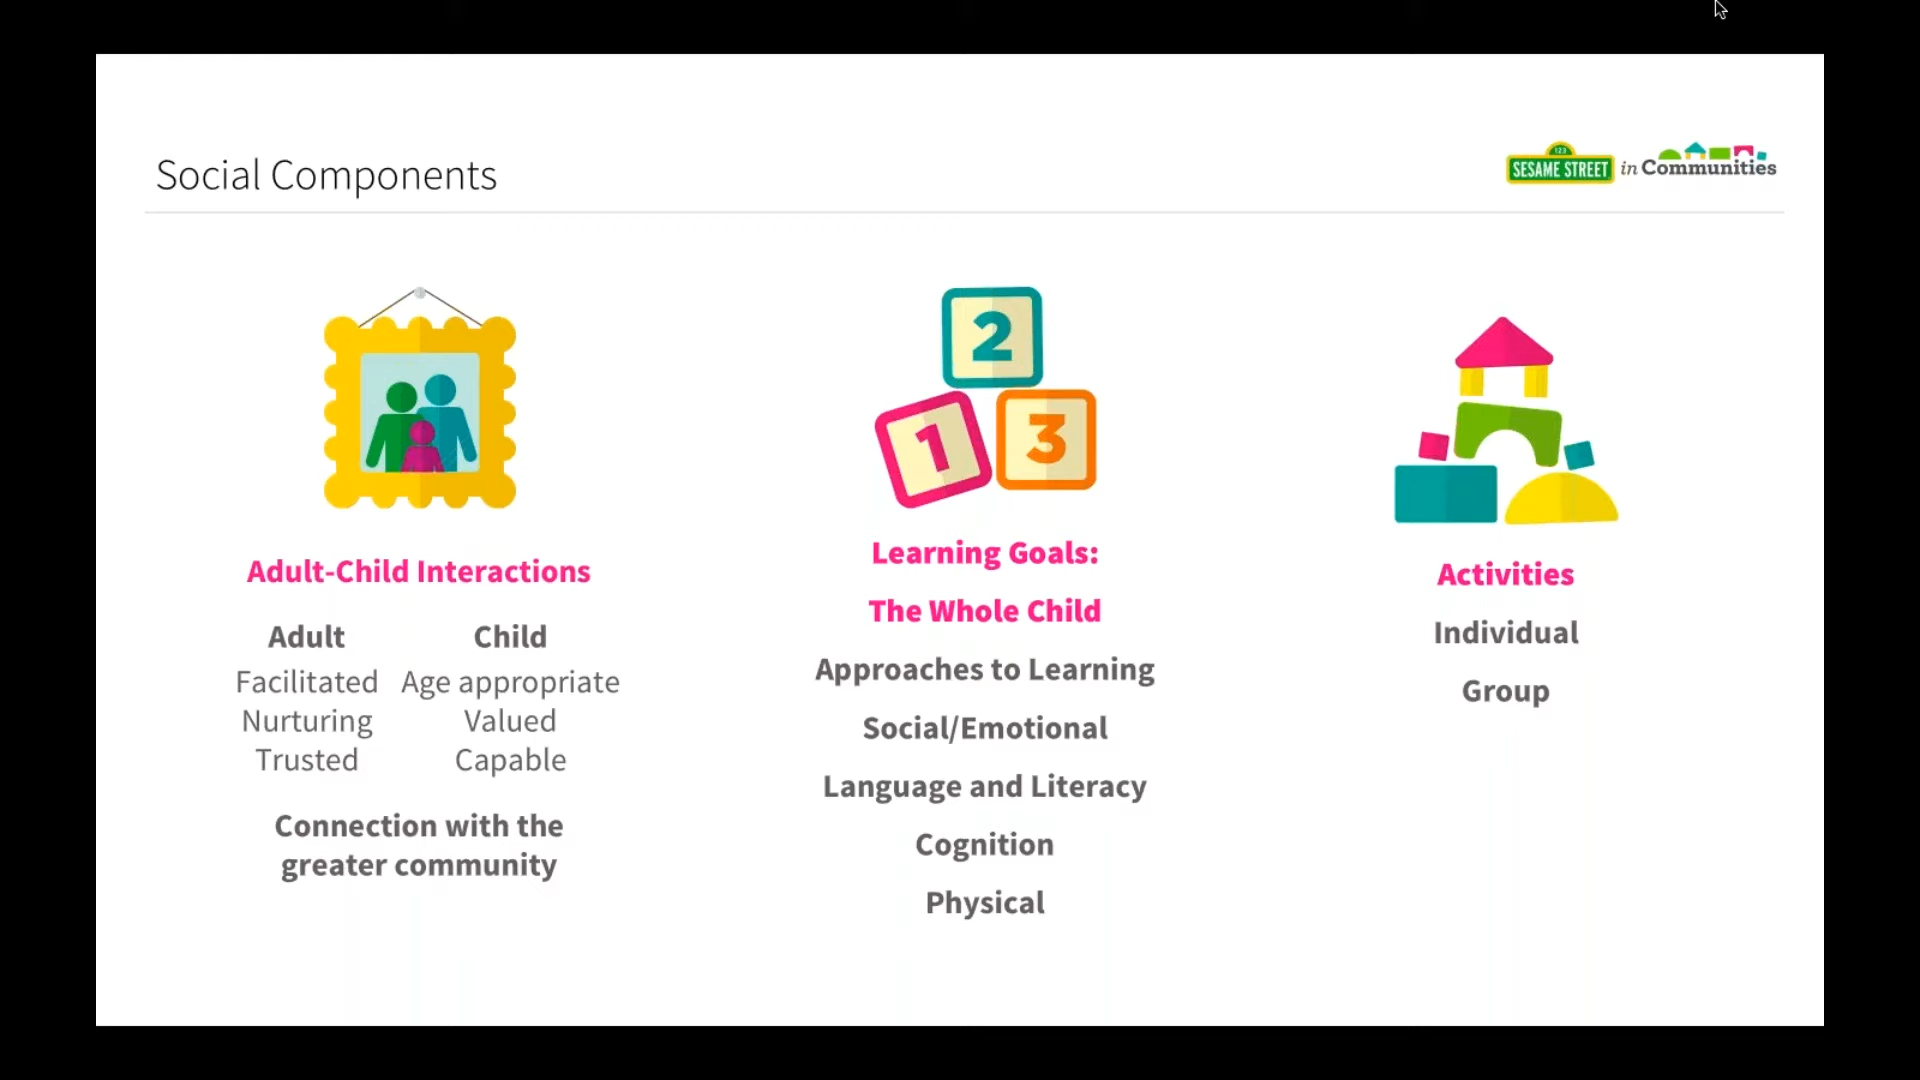 Social Components
123
SESAME STREET in Communities
2
1
3
Adult-Child Interactions
Adult
Child
Facilitated
Age appropriate
Nurturing
Valued
Trusted
Capable
Connection with the
greater community
Learning Goals:
The Whole Child
Approaches to Learning
Social/Emotional
Language and Literacy
Cognition
Physical
Activities
Individual
Group